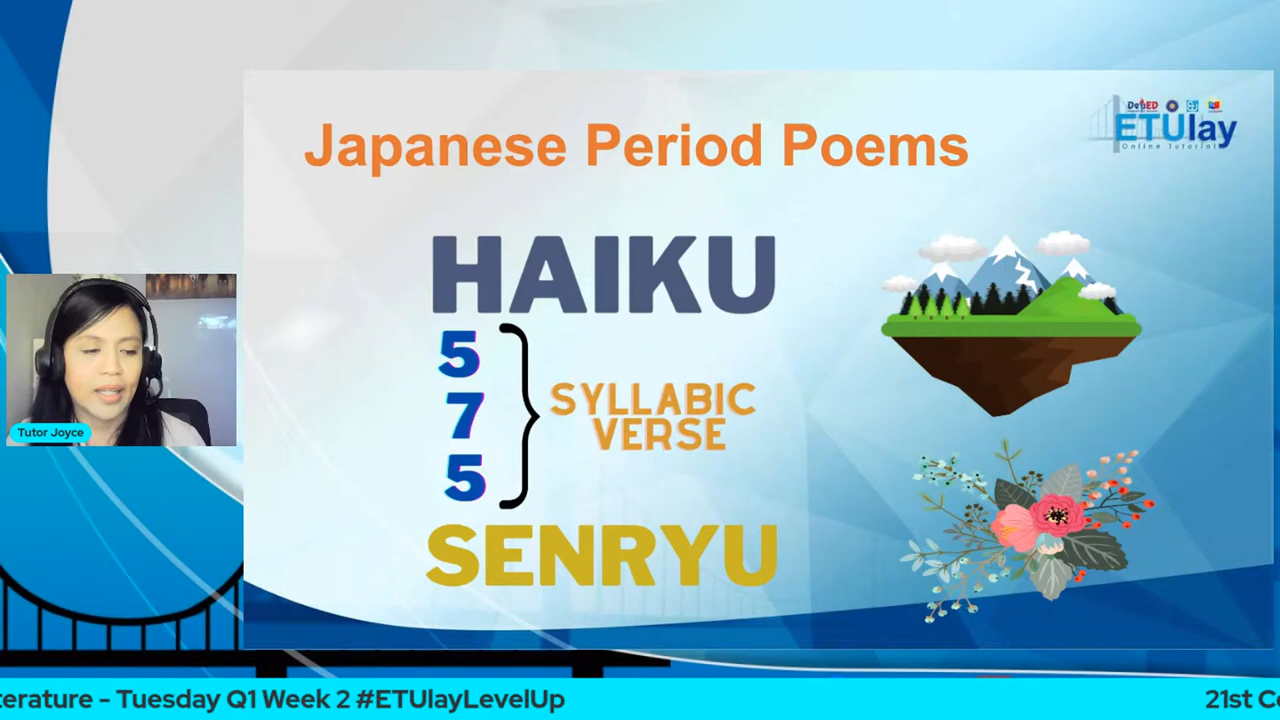 Japanese Period Poems
DepED
ETUlay
Online Tutorial
HAIKU
5
7
5
SYLLABIC
VERSE
SENRYU
Tutor Joyce
terature - Tuesday Q1 Week 2 #ETUlayLevelUp
21st Ce